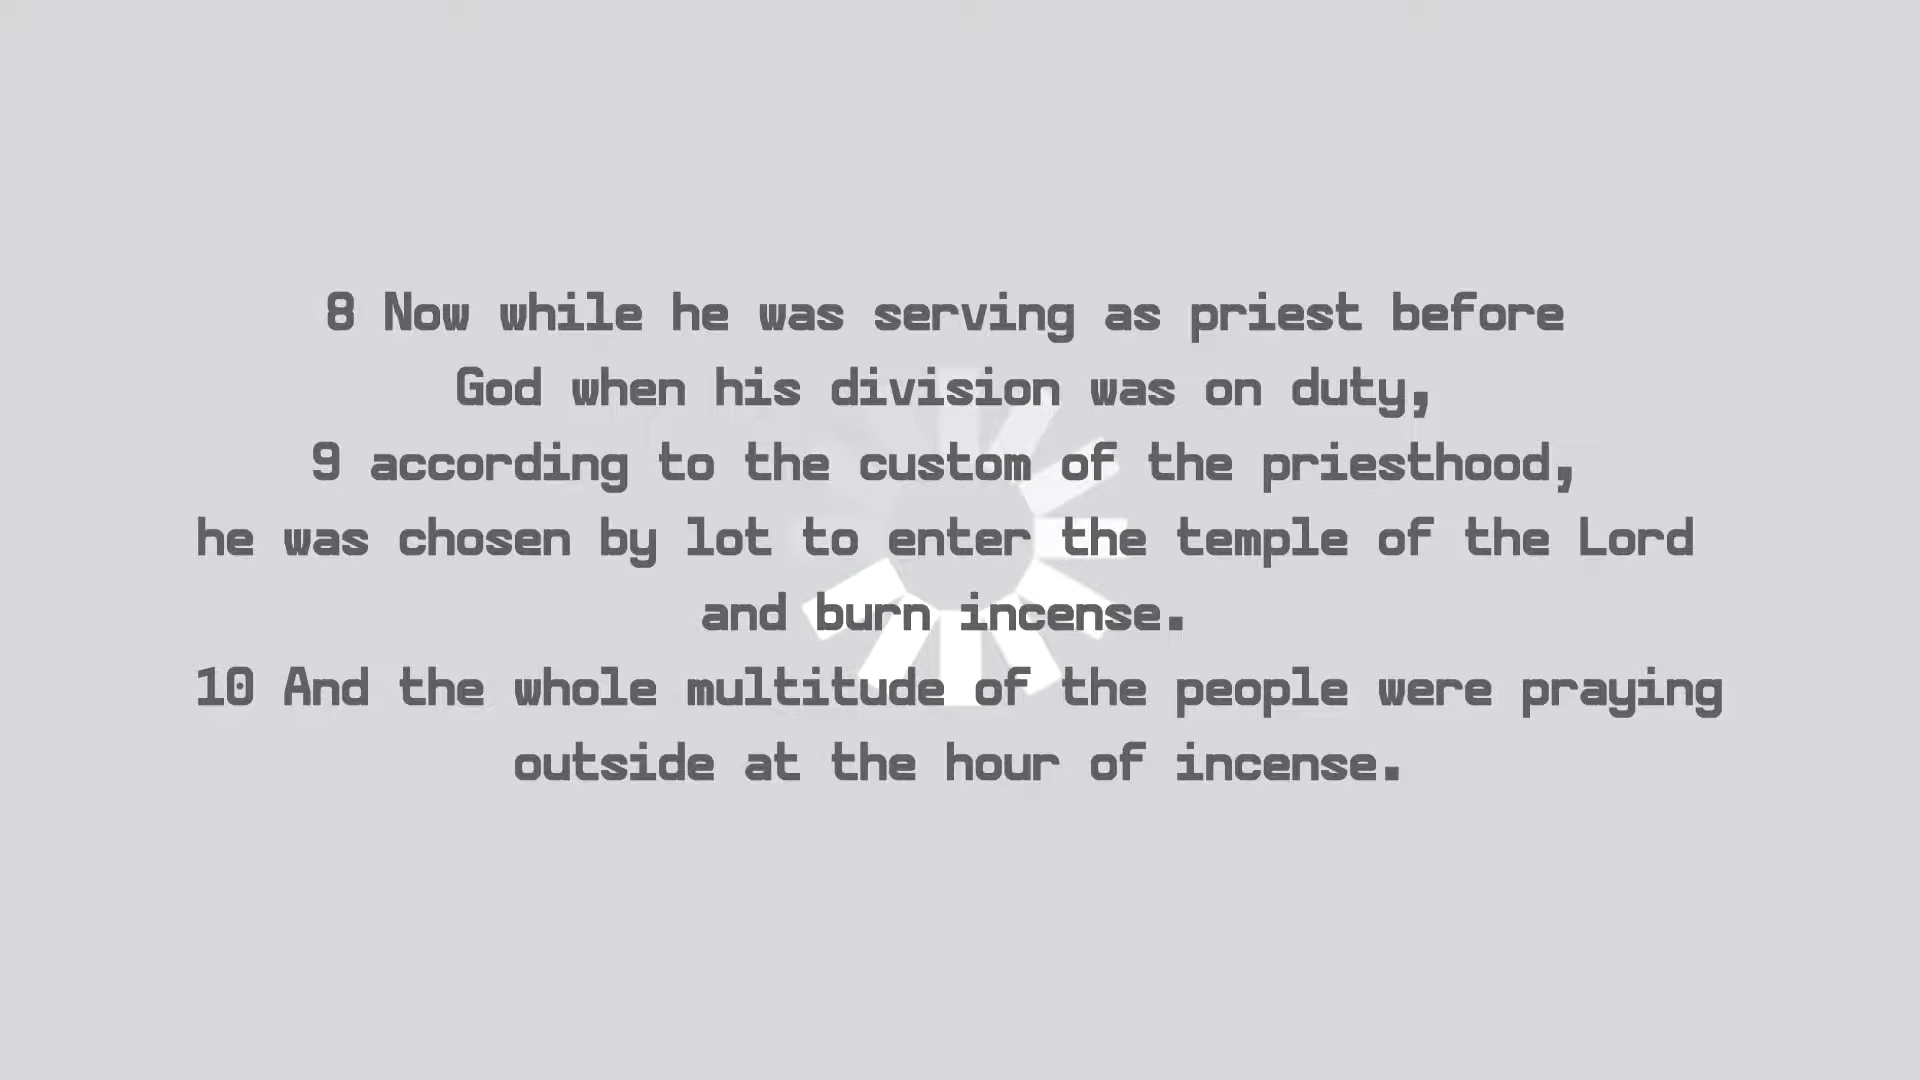 8 Now while he was serving as priest before
God when his division was on duty,
9 according to the custom of the priesthood,
he was chosen by lot to enter the temple of the Lord
and burn incense.
10 And the whole multitude of the people were praying
outside at the hour of incense.